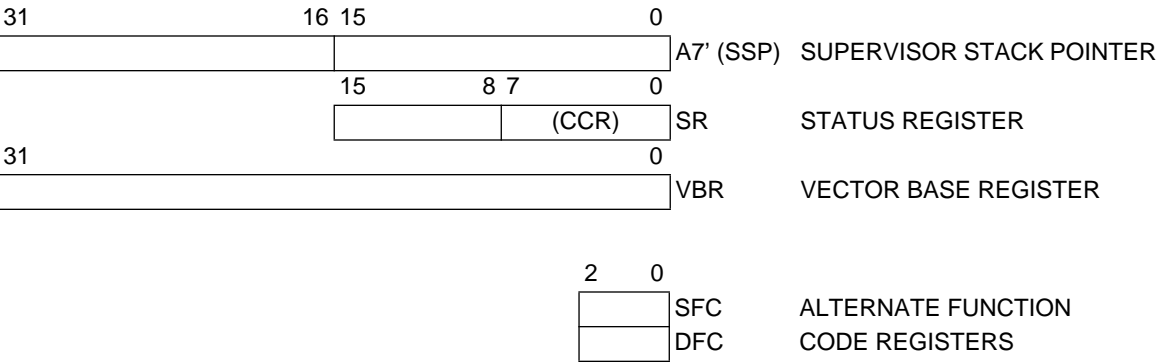 31 16 15 0
A7' (SSP) SUPERVISOR STACK POINTER
15 8 7 0
(CCR) SR STATUS REGISTER
31 0
VBR VECTOR BASE REGISTER
2 0
SFC ALTERNATE FUNCTION
DFC CODE REGISTERS